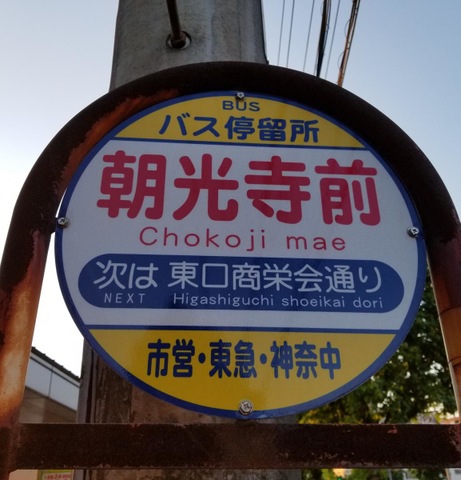 BUS
バス停留所
朝光寺前
Chokoji mae
次は 東口商栄会通り
NEXT Higashiguchi shoeikai dori
市営・東急・神奈中